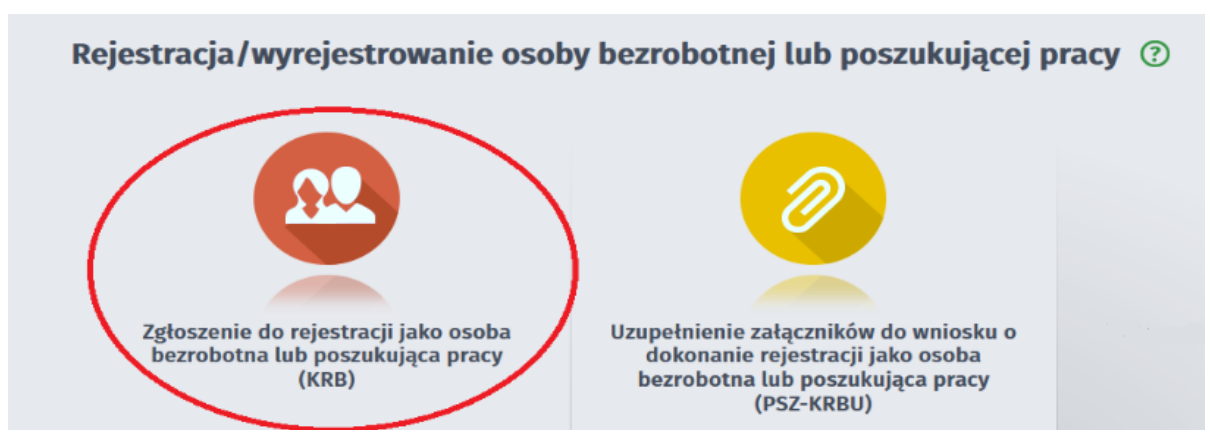 Rejestracja/wyrejestrowanie osoby bezrobotnej lub poszukującej pracy ?
Zgłoszenie do rejestracji jako osoba
bezrobotna lub poszukująca pracy
(KRB)
Uzupełnienie załączników do wniosku o
dokonanie rejestracji jako osoba
bezrobotna lub poszukująca pracy
(PSZ-KRBU)